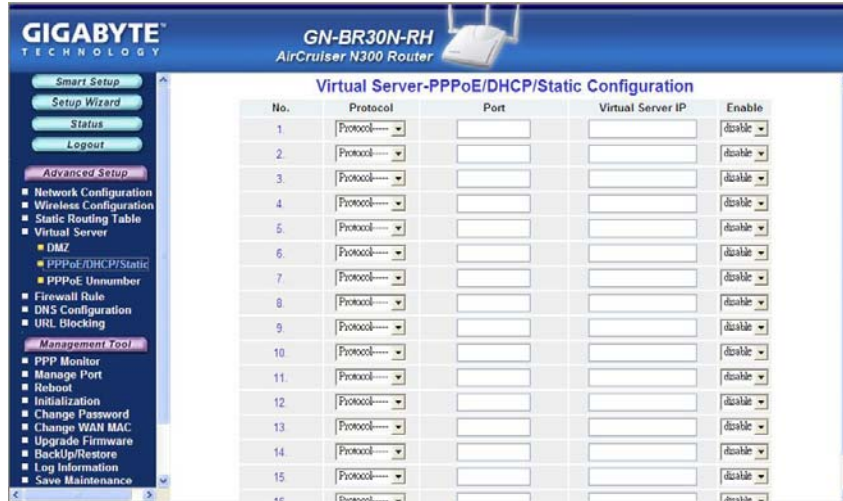 GIGABYTE™
TECHNOLOGY
GN-BR30N-RH
AirCruiser N300 Router
Smart Setup
Setup Wizard
Status
Logout
Advanced Setup
Network Configuration
Wireless Configuration
Static Routing Table
Virtual Server
DMZ
PPPoE/DHCP/Static
PPPoE Unnumber
Firewall Rule
DNS Configuration
URL Blocking
Management Tool
PPP Monitor
Manage Port
Reboot
Initialization
Change Password
Change WAN MAC
Upgrade Firmware
BackUp/Restore
Log Information
Save Maintenance
Virtual Server-PPPoE/DHCP/Static Configuration
No. Protocol Port Virtual Server IP Enable
1. Protocol----- disable
2. Protocol----- disable
3. Protocol----- disable
4. Protocol----- disable
5. Protocol----- disable
6. Protocol----- disable
7. Protocol----- disable
8. Protocol----- disable
9. Protocol----- disable
10. Protocol----- disable
11. Protocol----- disable
12. Protocol----- disable
13. Protocol----- disable
14. Protocol----- disable
15. Protocol----- disable